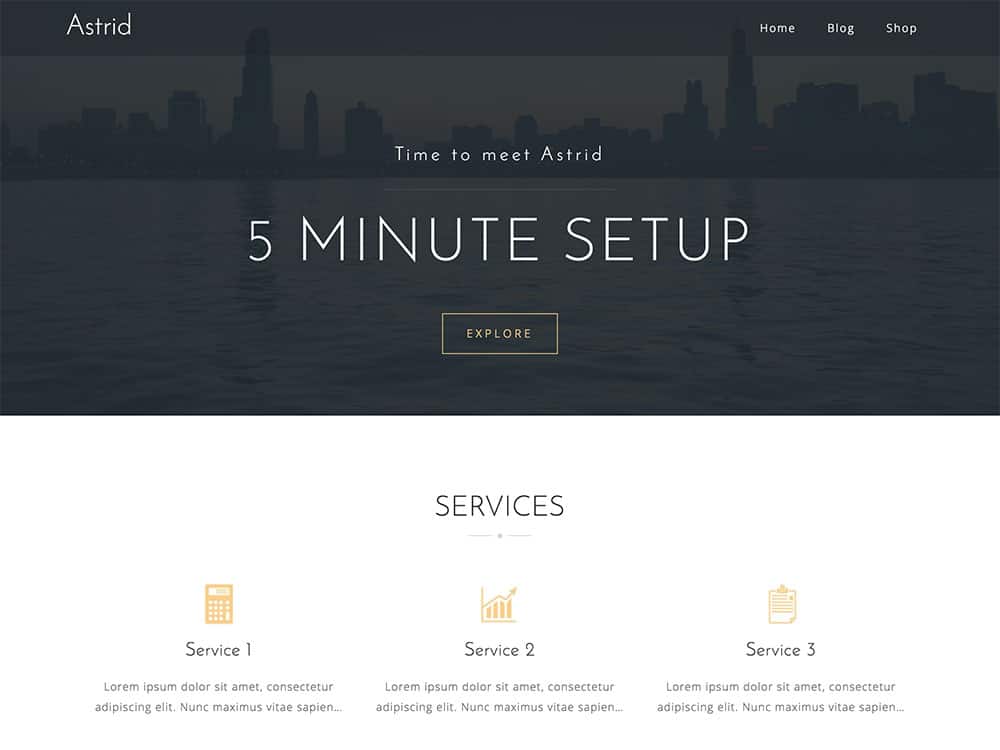 Astrid
Home Blog Shop
Time to meet Astrid
5 MINUTE SETUP
EXPLORE
SERVICES
Service 1
Service 2
Service 3
Lorem ipsum dolor sit amet, consectetur
adipiscing elit. Nunc maximus vitae sapien...
Lorem ipsum dolor sit amet, consectetur
adipiscing elit. Nunc maximus vitae sapien...
Lorem ipsum dolor sit amet, consectetur
adipiscing elit. Nunc maximus vitae sapien...